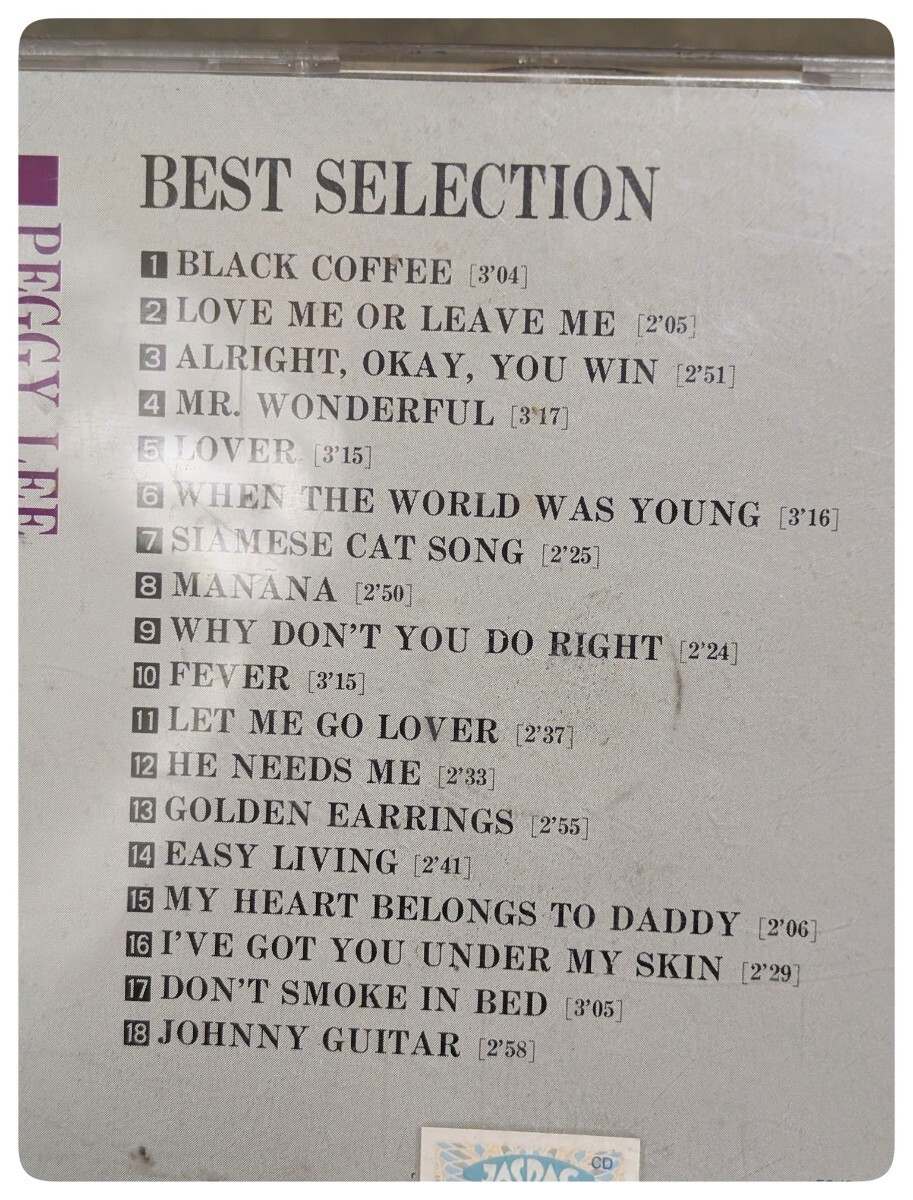 BEST SELECTION
1 BLACK COFFEE [3'04]
2 LOVE ME OR LEAVE ME [2'05]
3 ALRIGHT, OKAY, YOU WIN [2'51]
4 MR. WONDERFUL [3'17]
5 LOVER [3'15]
6 WHEN THE WORLD WAS YOUNG [3'16]
7 SIAMESE CAT SONG [2'25]
8 MANÃNA [2'50]
9 WHY DON'T YOU DO RIGHT [2'24]
10 FEVER [3'15]
11 LET ME GO LOVER [2'37]
12 HE NEEDS ME [2'33]
13 GOLDEN EARRINGS [2'55]
14 EASY LIVING [2'41]
15 MY HEART BELONGS TO DADDY [2'06]
16 I'VE GOT YOU UNDER MY SKIN [2'29]
17 DON'T SMOKE IN BED [3'05]
18 JOHNNY GUITAR [2'58]
PEGGY LEE
JASRAC
CD